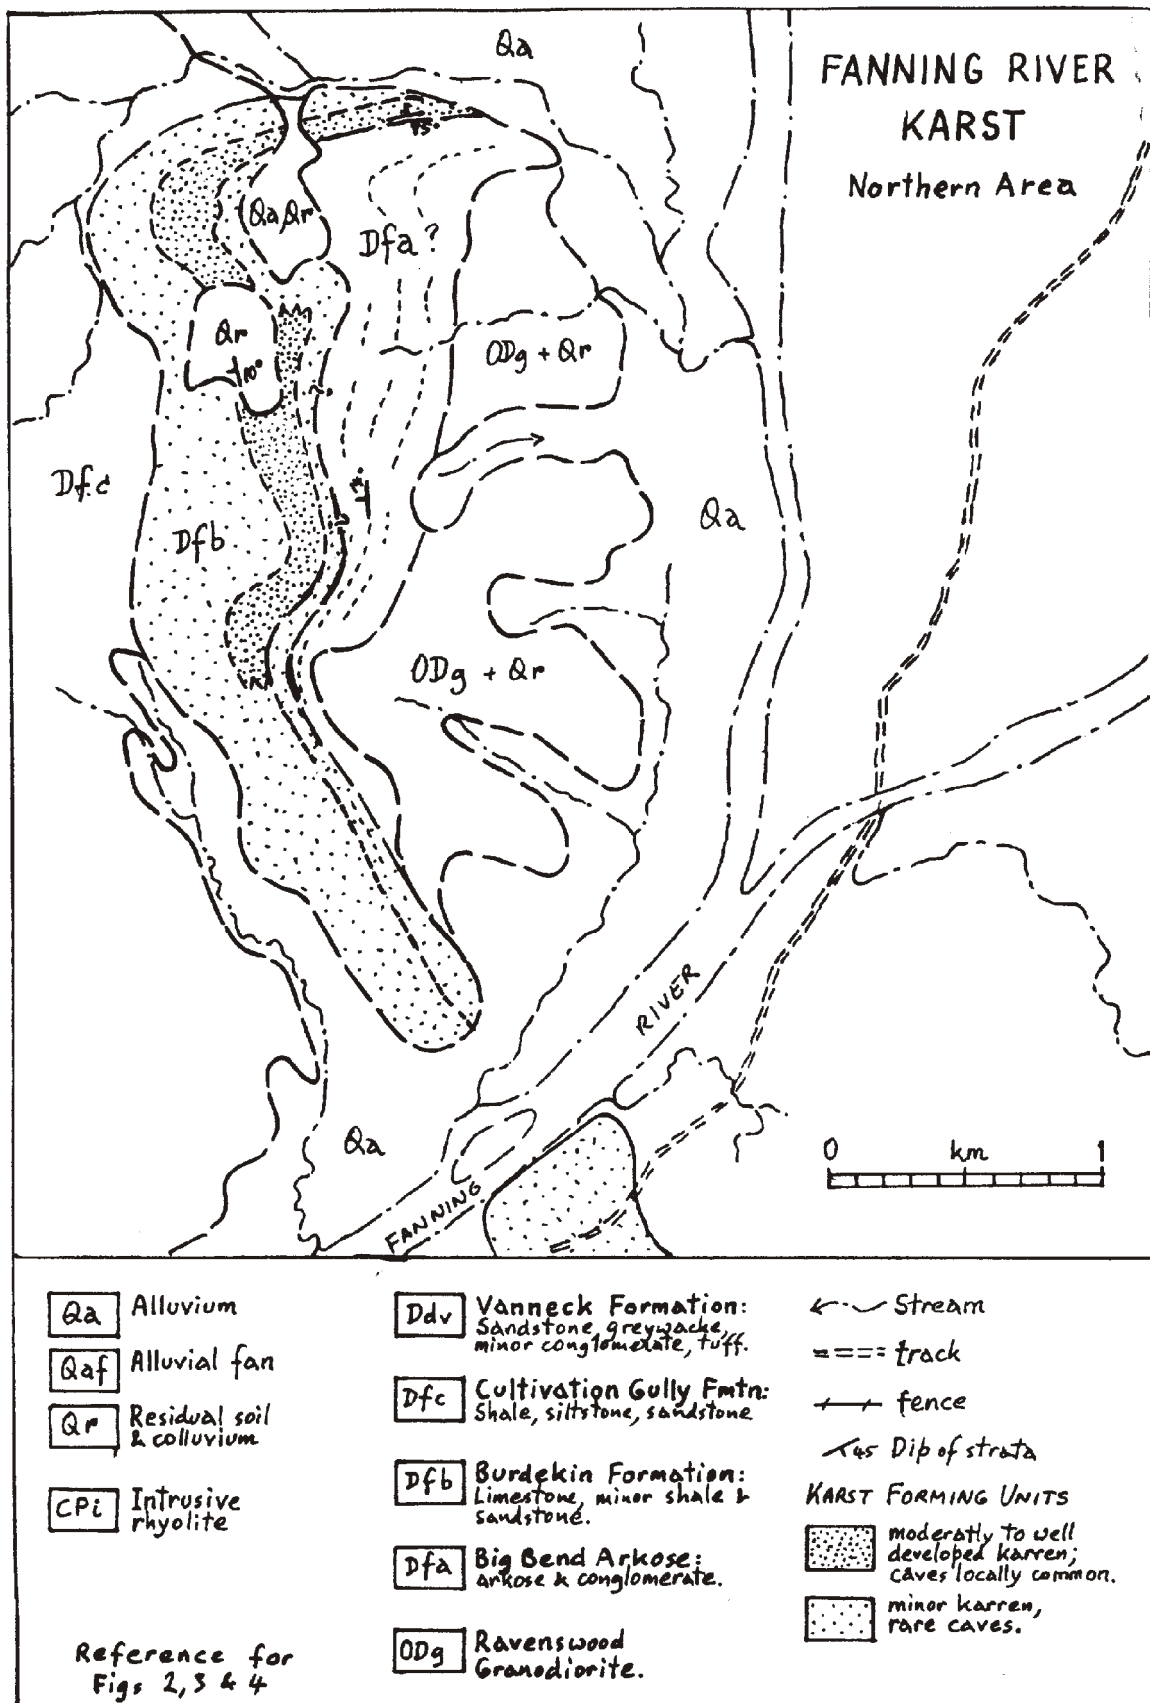 FANNING RIVER
KARST
Northern Area
Qa
Qa,Qr
Dfa?
75°
Qr
10°
ODg + Qr
Dfc
Dfb
Qa
ODg + Qr
RIVER
FANNING
Qa
0 km 1
Qa Alluvium
Qaf Alluvial fan
Qr Residual soil
& colluvium
CPi Intrusive
rhyolite
Reference for
Figs 2, 3 & 4
Ddv Vanneck Formation:
Sandstone, greywacke,
minor conglomerate, tuff.
Dfc Cultivation Gully Fmtn:
Shale, siltstone, sandstone
Dfb Burdekin Formation:
Limestone, minor shale &
sandstone.
Dfa Big Bend Arkose:
arkose & conglomerate.
ODg Ravenswood
Granodiorite.
Stream
track
fence
45 Dip of strata
KARST FORMING UNITS
moderatly to well
developed karren;
caves locally common.
minor karren,
rare caves.